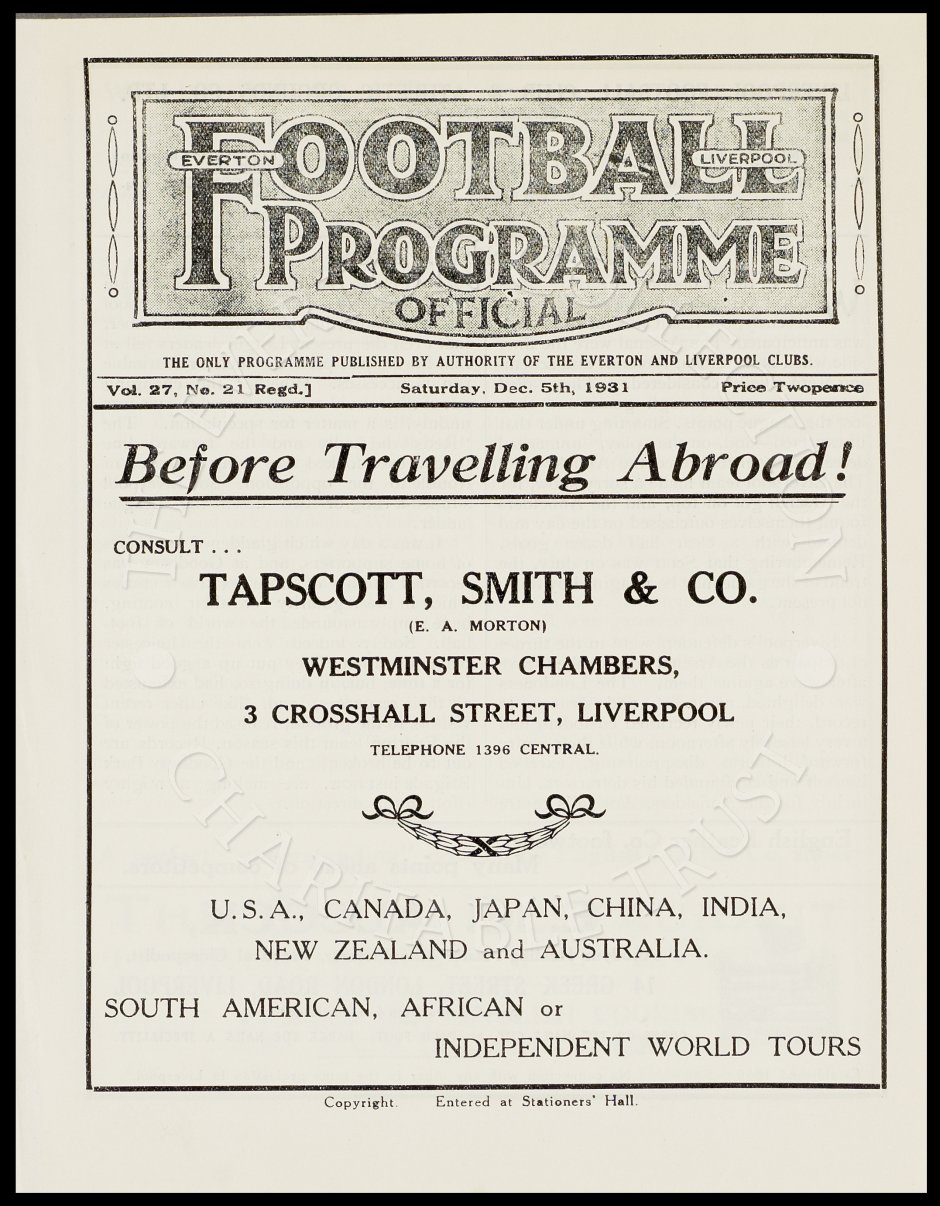 EVERTON
LIVERPOOL
FOOTBALL
PROGRAMME
OFFICIAL
THE ONLY PROGRAMME PUBLISHED BY AUTHORITY OF THE EVERTON AND LIVERPOOL CLUBS.
Vol. 27, No. 21 Regd.] Saturday, Dec. 5th, 1931 Price Twopence
Before Travelling Abroad!
CONSULT . . .
TAPSCOTT, SMITH & CO.
(E. A. MORTON)
WESTMINSTER CHAMBERS,
3 CROSSHALL STREET, LIVERPOOL
TELEPHONE 1396 CENTRAL.
U.S.A., CANADA, JAPAN, CHINA, INDIA,
NEW ZEALAND and AUSTRALIA.
SOUTH AMERICAN, AFRICAN or
INDEPENDENT WORLD TOURS
Copyright. Entered at Stationers' Hall.
CHARITABLE TRUST